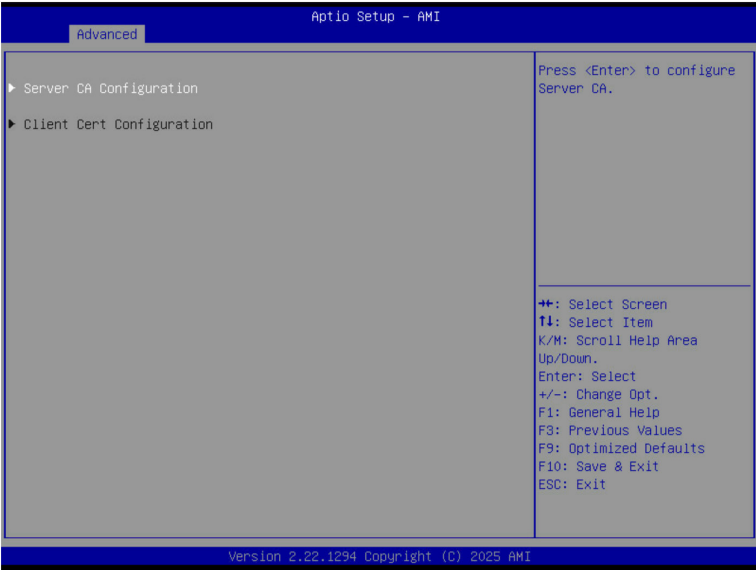 Aptio Setup – AMI
Advanced
▶ Server CA Configuration
▶ Client Cert Configuration
Press <Enter> to configure
Server CA.
→←: Select Screen
↑↓: Select Item
K/M: Scroll Help Area
Up/Down.
Enter: Select
+/-: Change Opt.
F1: General Help
F3: Previous Values
F9: Optimized Defaults
F10: Save & Exit
ESC: Exit
Version 2.22.1294 Copyright (C) 2025 AMI